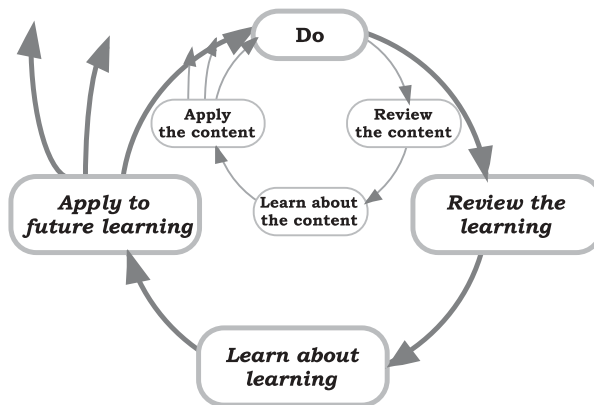 Do
Apply
the content
Review
the content
Learn about
the content
Apply to
future learning
Review the
learning
Learn about
learning